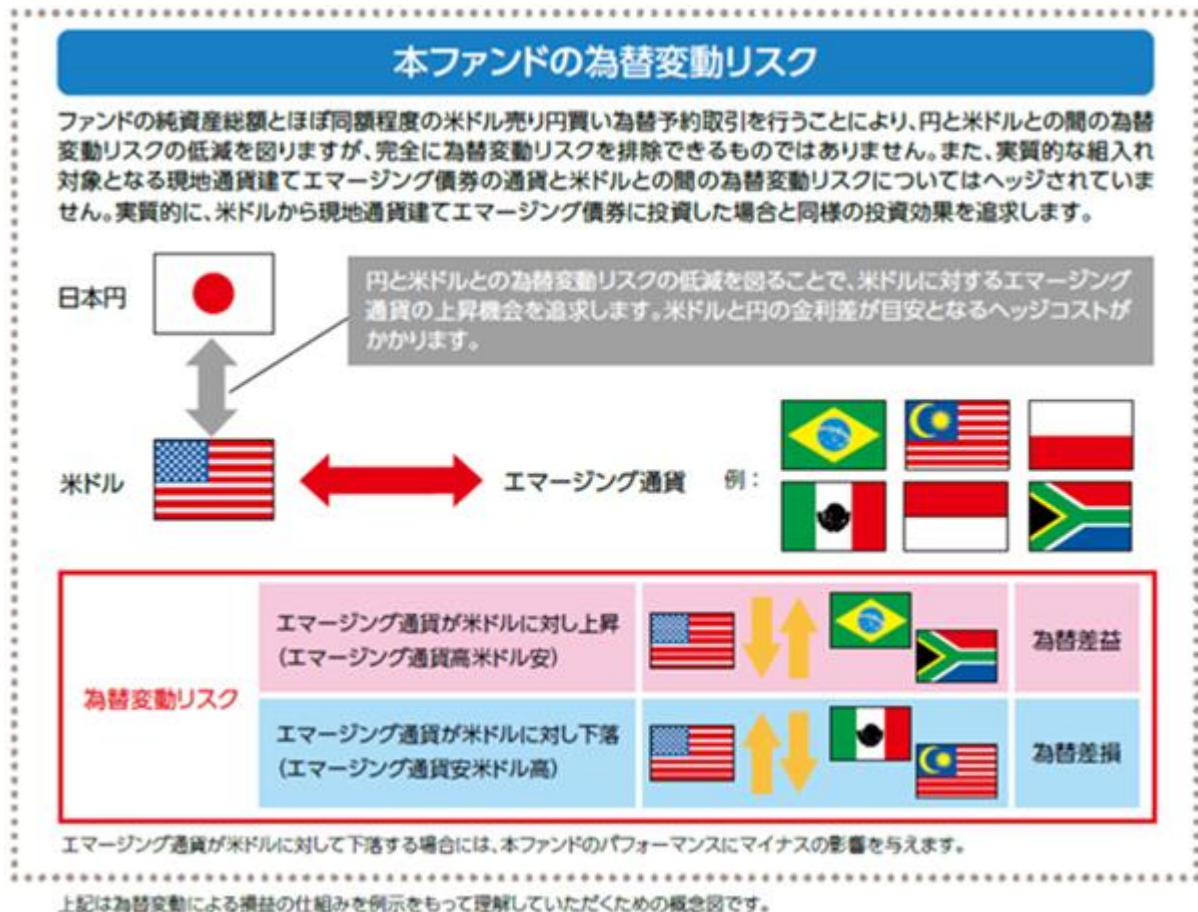 本ファンドの為替変動リスク
ファンドの純資産総額とほぼ同額程度の米ドル売り円買い為替予約取引を行うことにより、円と米ドルとの間の為替
変動リスクの低減を図りますが、完全に為替変動リスクを排除できるものではありません。また、実質的な組入れ
対象となる現地通貨建てエマージング債券の通貨と米ドルとの間の為替変動リスクについてはヘッジされていま
せん。実質的に、米ドルから現地通貨建てエマージング債券に投資した場合と同様の投資効果を追求します。
日本円
円と米ドルとの為替変動リスクの低減を図ることで、米ドルに対するエマージング
通貨の上昇機会を追求します。米ドルと円の金利差が目安となるヘッジコストが
かかります。
米ドル
エマージング通貨
例：
為替変動リスク
エマージング通貨が米ドルに対し上昇
（エマージング通貨高米ドル安）
為替差益
エマージング通貨が米ドルに対し下落
（エマージング通貨安米ドル高）
為替差損
エマージング通貨が米ドルに対して下落する場合には、本ファンドのパフォーマンスにマイナスの影響を与えます。
上記は為替変動による損益の仕組みを例示をもって理解していただくための概念図です。